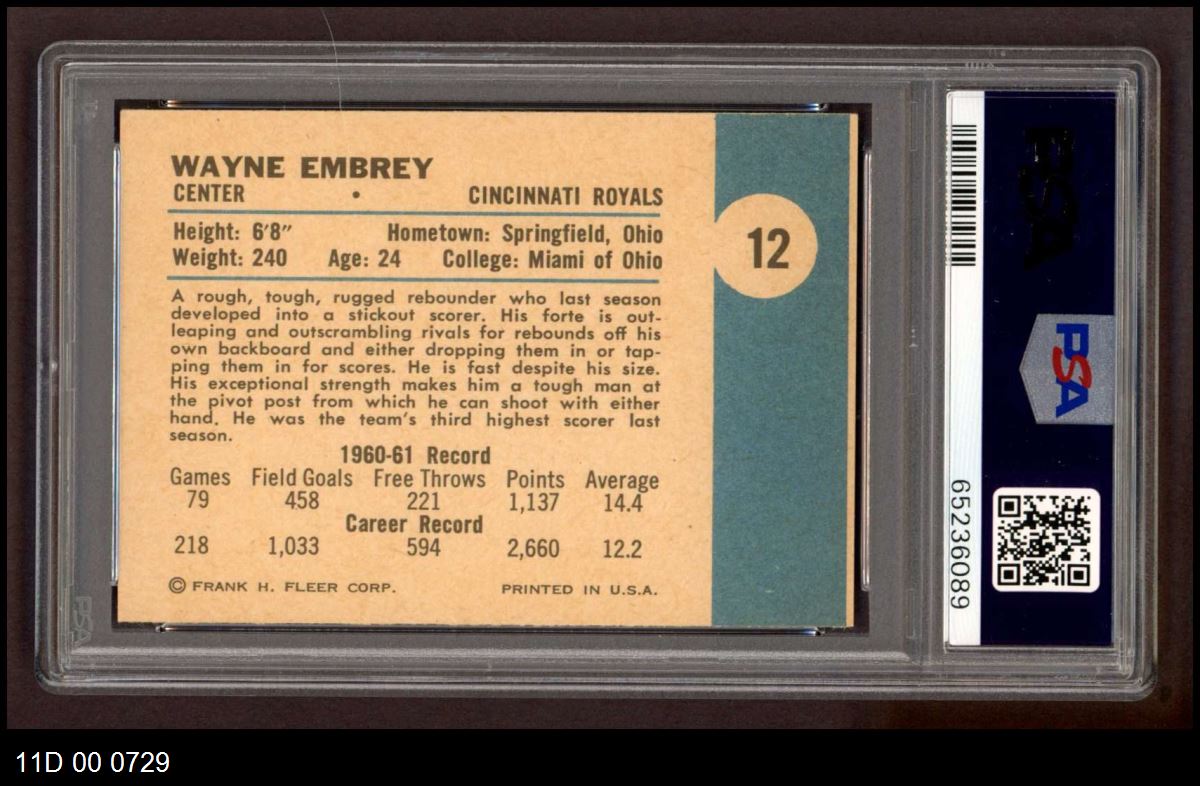 WAYNE EMBREY
CENTER • CINCINNATI ROYALS
Height: 6'8" Hometown: Springfield, Ohio
Weight: 240 Age: 24 College: Miami of Ohio
12
A rough, tough, rugged rebounder who last season
developed into a stickout scorer. His forte is out-
leaping and outscrambling rivals for rebounds off his
own backboard and either dropping them in or tap-
ping them in for scores. He is fast despite his size.
His exceptional strength makes him a tough man at
the pivot post from which he can shoot with either
hand. He was the team's third highest scorer last
season.
1960-61 Record
Games Field Goals Free Throws Points Average
79 458 221 1,137 14.4
Career Record
218 1,033 594 2,660 12.2
© FRANK H. FLEER CORP. PRINTED IN U.S.A.
PSA
PSA
PSA
65236089
11D 00 0729